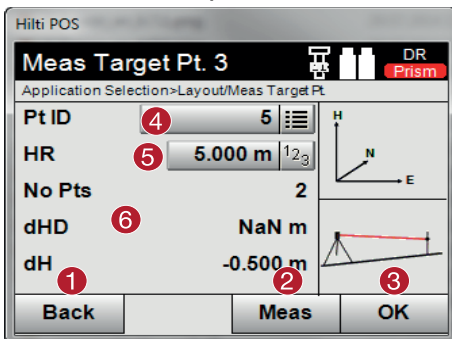 Hilti POS
Meas Target Pt. 3
DR
Prism
Application Selection>Layout/Meas Target Pt.
Pt ID 4 5
HR 5 5.000 m 123
No Pts 2
dHD 6 NaN m
dH -0.500 m
H
N
E
1 2 3
Back Meas OK